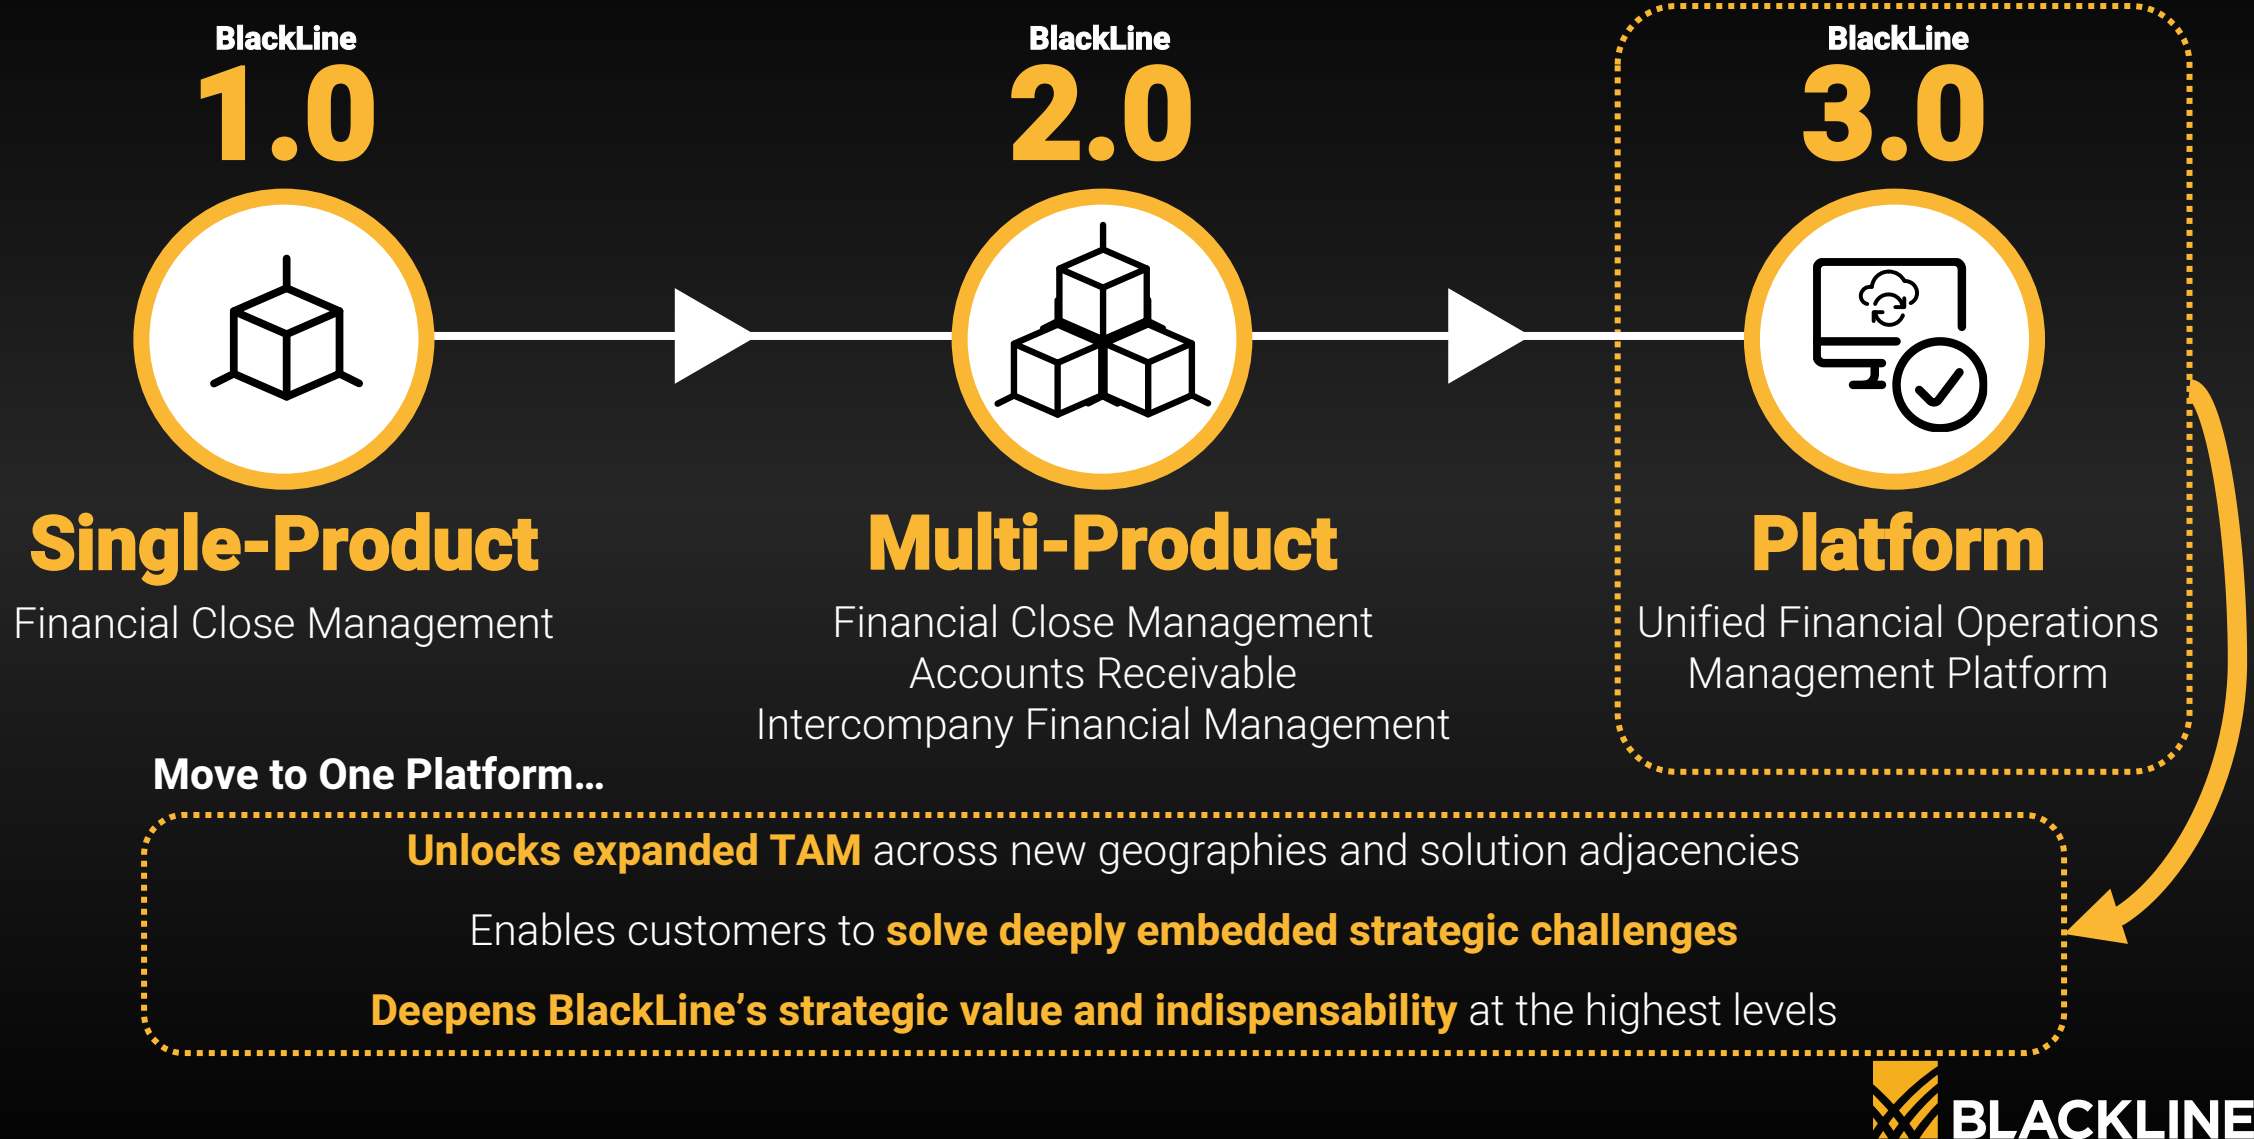 BlackLine
1.0
Single-Product
Financial Close Management
BlackLine
2.0
Multi-Product
Financial Close Management
Accounts Receivable
Intercompany Financial Management
BlackLine
3.0
Platform
Unified Financial Operations
Management Platform
Move to One Platform…
Unlocks expanded TAM across new geographies and solution adjacencies
Enables customers to solve deeply embedded strategic challenges
Deepens BlackLine’s strategic value and indispensability at the highest levels
BLACKLINE